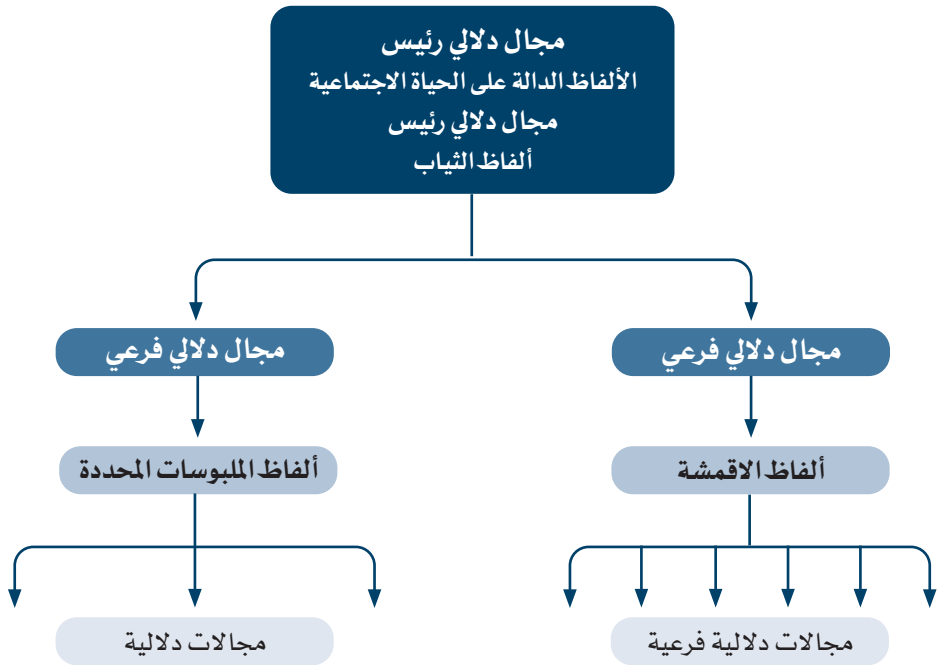 مجال دلالي رئيس
الألفاظ الدالة على الحياة الاجتماعية
مجال دلالي رئيس
ألفاظ الثياب
مجال دلالي فرعي
مجال دلالي فرعي
ألفاظ الاقمشة
ألفاظ الملبوسات المحددة
مجالات دلالية فرعية
مجالات دلالية